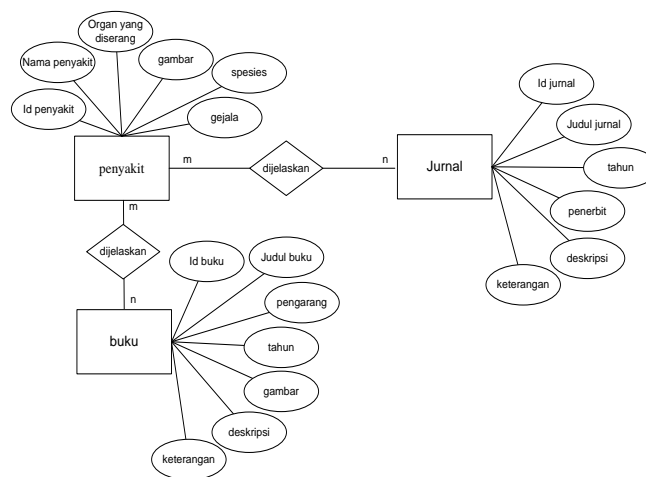 Organ yang
diserang
Nama penyakit
gambar
spesies
Id penyakit
gejala
penyakit
m
dijelaskan
n
Jurnal
Id jurnal
Judul jurnal
tahun
penerbit
deskripsi
keterangan
m
dijelaskan
n
buku
Id buku
Judul buku
pengarang
tahun
gambar
deskripsi
keterangan